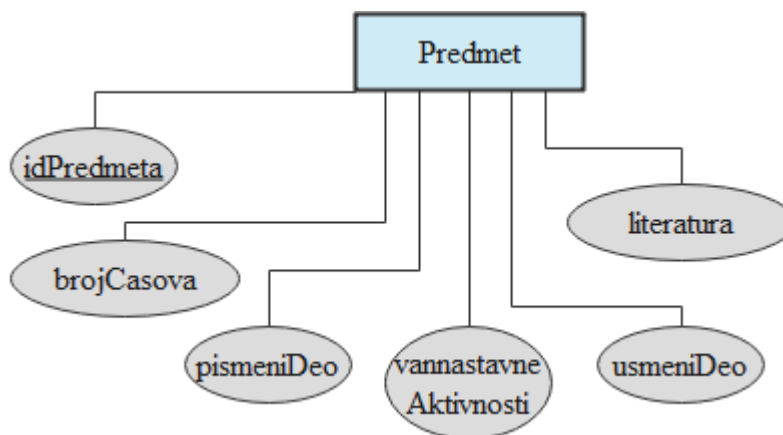 Predmet
idPredmeta
literatura
brojCasova
pismeniDeo
vannastavne
Aktivnosti
usmeniDeo